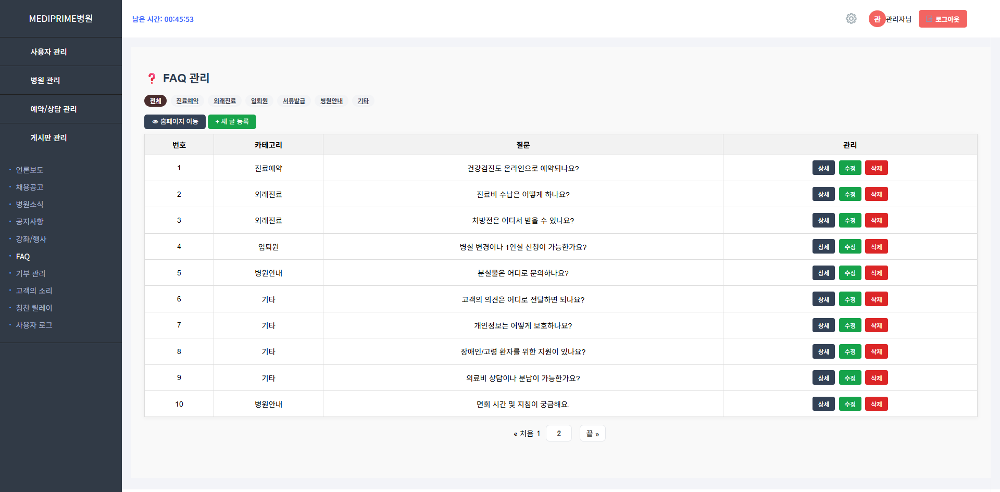 MEDIPRIME병원
남은 시간: 00:45:53
관 관리자님 로그아웃
사용자 관리
병원 관리
예약/상담 관리
게시판 관리
· 언론보도
· 채용공고
· 병원소식
· 공지사항
· 강좌/행사
· FAQ
· 기부 관리
· 고객의 소리
· 칭찬 릴레이
· 사용자 로그
❓ FAQ 관리
전체 진료예약 외래진료 입퇴원 서류발급 병원안내 기타
👁 홈페이지 이동 + 새 글 등록
번호 카테고리 질문 관리
1 진료예약 건강검진도 온라인으로 예약되나요? 상세 수정 삭제
2 외래진료 진료비 수납은 어떻게 하나요? 상세 수정 삭제
3 외래진료 처방전은 어디서 받을 수 있나요? 상세 수정 삭제
4 입퇴원 병실 변경이나 1인실 신청이 가능한가요? 상세 수정 삭제
5 병원안내 분실물은 어디로 문의하나요? 상세 수정 삭제
6 기타 고객의 의견은 어디로 전달하면 되나요? 상세 수정 삭제
7 기타 개인정보는 어떻게 보호하나요? 상세 수정 삭제
8 기타 장애인/고령 환자를 위한 지원이 있나요? 상세 수정 삭제
9 기타 의료비 상담이나 분납이 가능한가요? 상세 수정 삭제
10 병원안내 면회 시간 및 지침이 궁금해요. 상세 수정 삭제
« 처음 1 2 끝 »